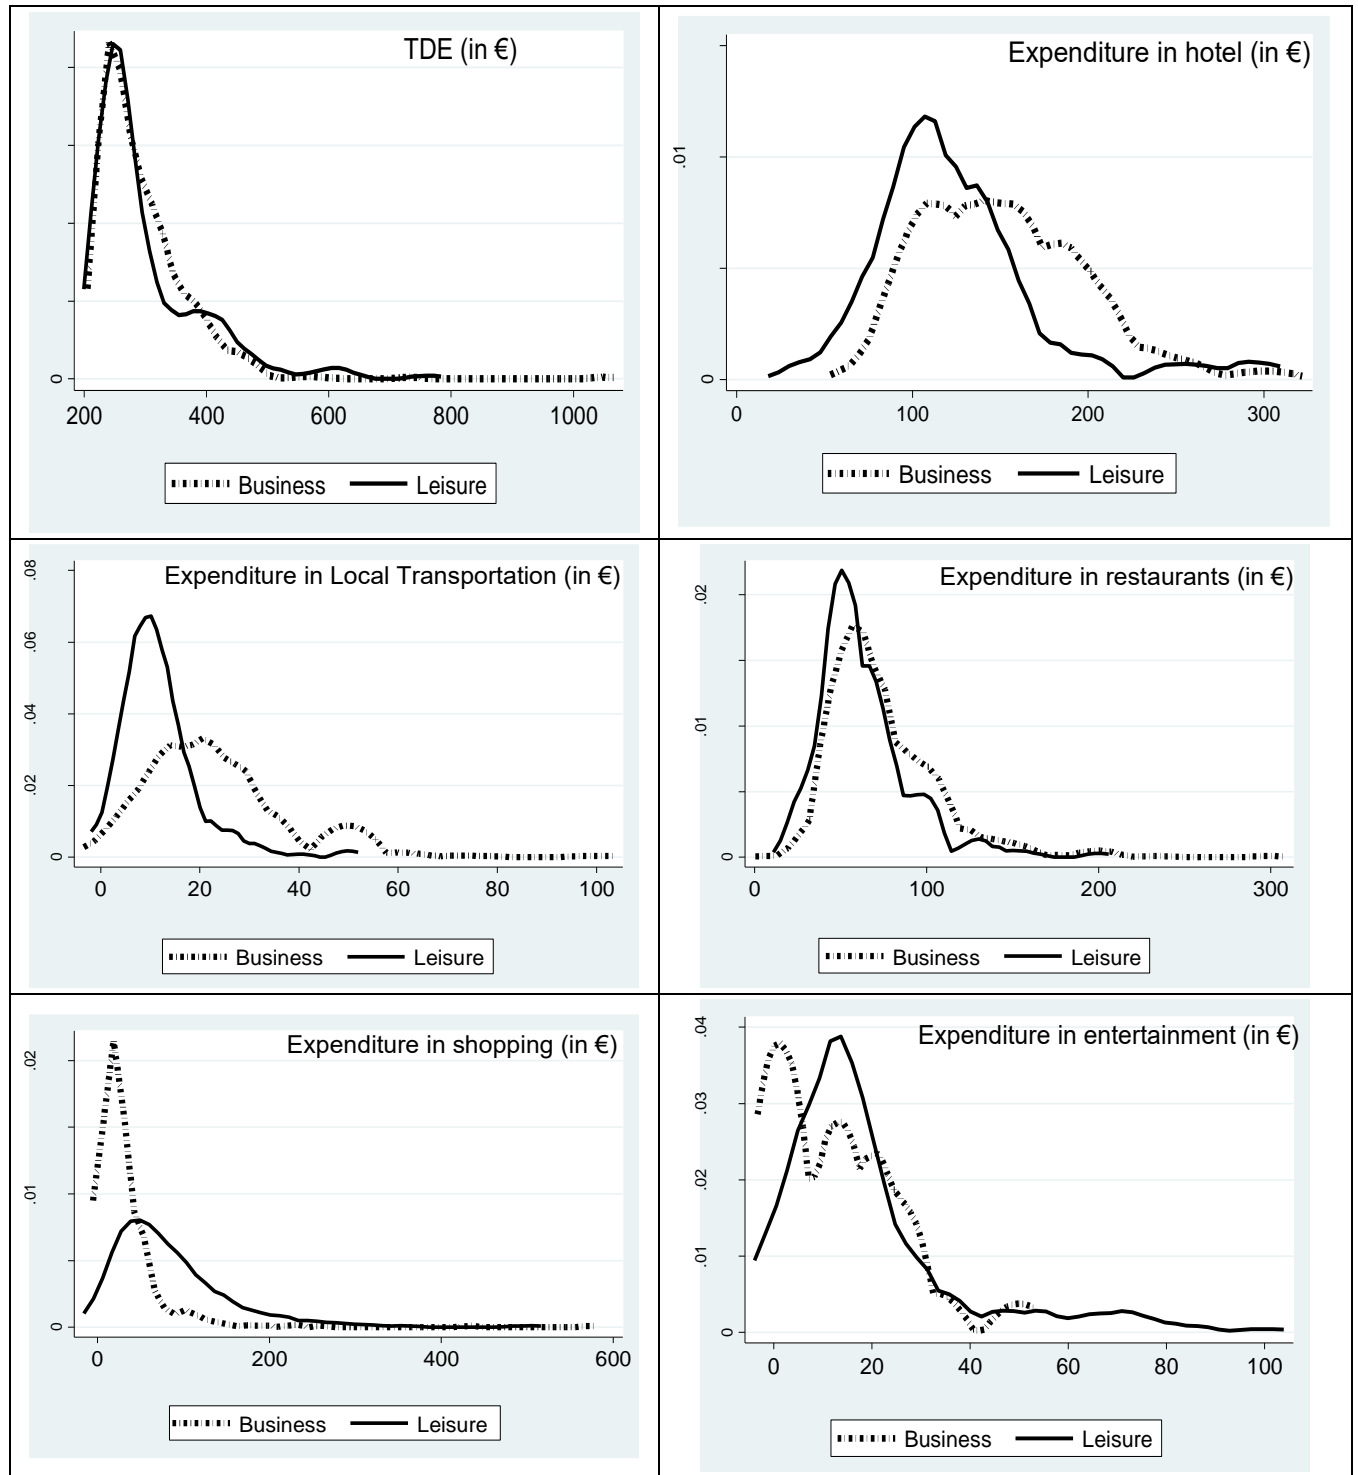 TDE (in €)
0
200 400 600 800 1000
Business Leisure
Expenditure in hotel (in €)
.01
0
0 100 200 300
Business Leisure
Expenditure in Local Transportation (in €)
.08
.06
.04
.02
0
0 20 40 60 80 100
Business Leisure
Expenditure in restaurants (in €)
.02
.01
0
0 100 200 300
Business Leisure
Expenditure in shopping (in €)
.02
.01
0
0 200 400 600
Business Leisure
Expenditure in entertainment (in €)
.04
.03
.02
.01
0
0 20 40 60 80 100
Business Leisure